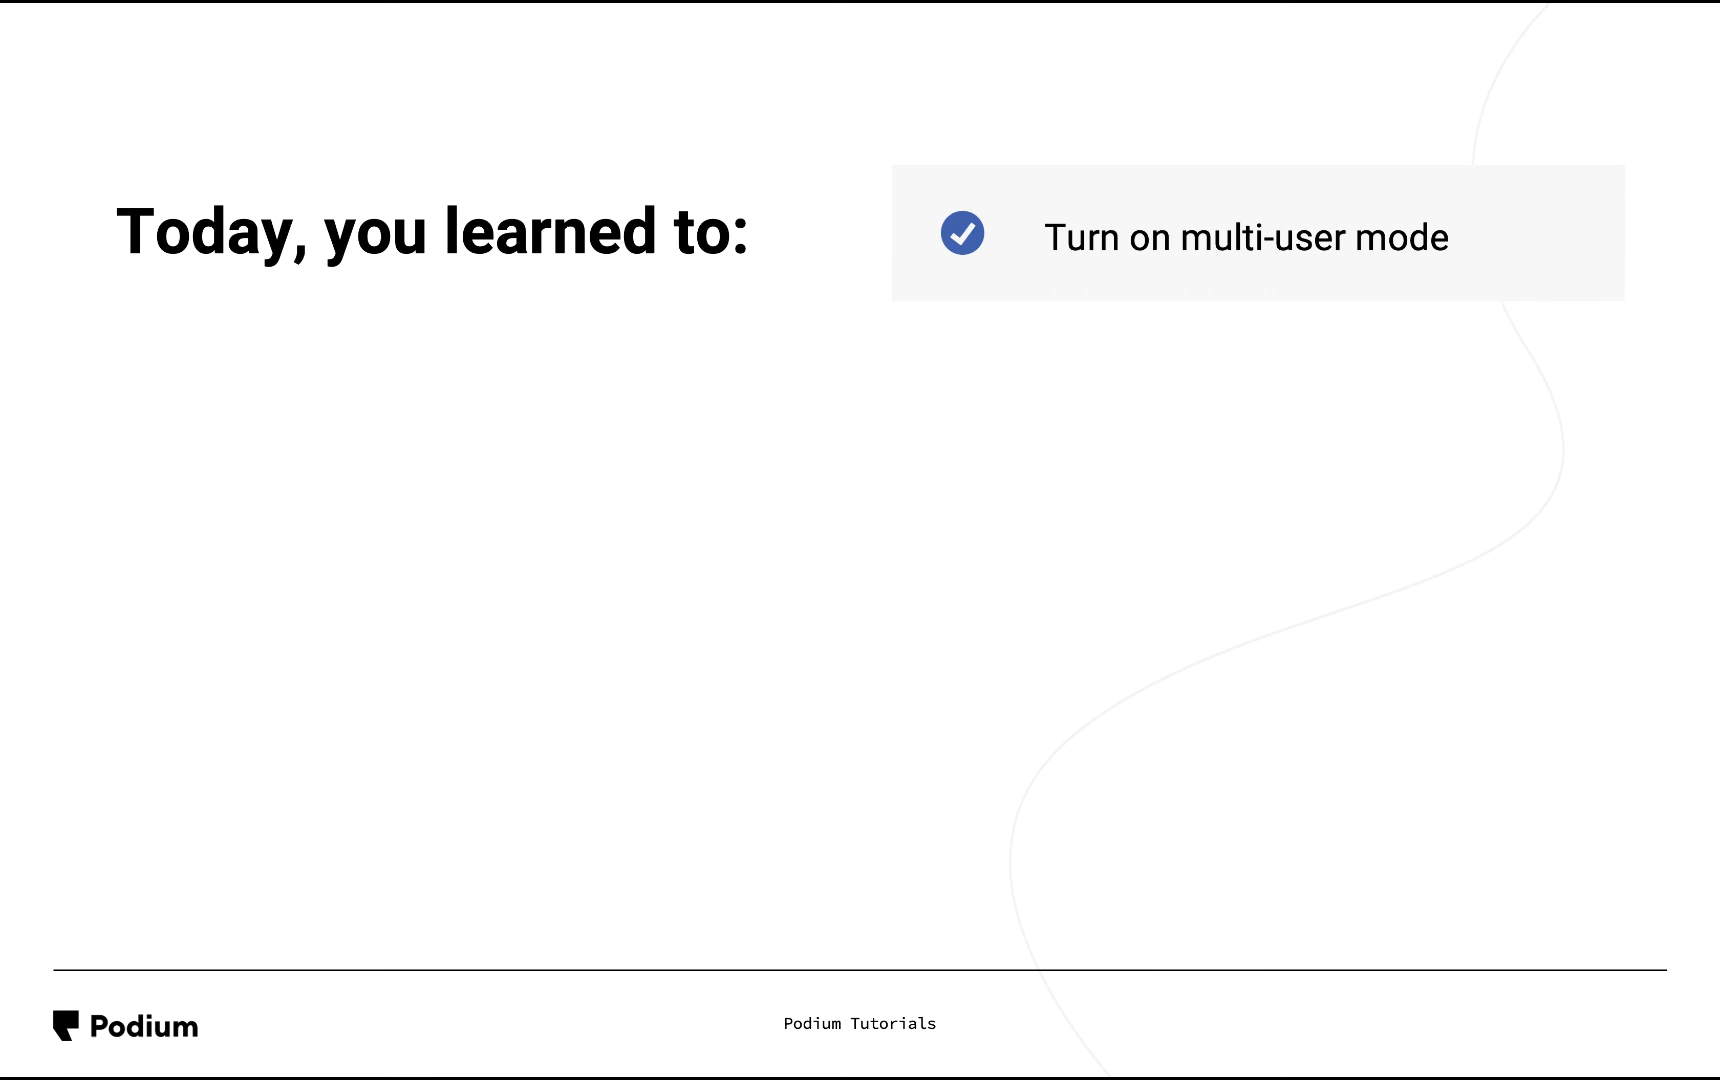 Today, you learned to:
Turn on multi-user mode
Podium
Podium Tutorials